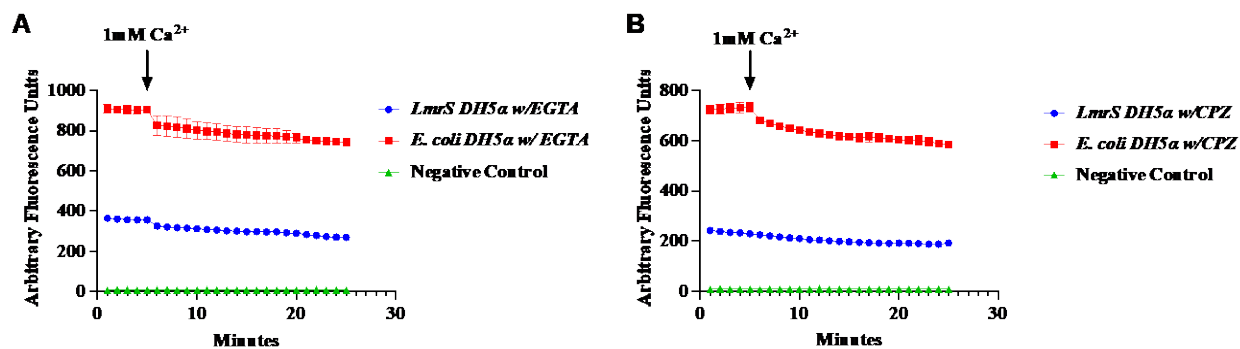 A
1mM Ca²⁺
Arbitrary Fluorescence Units
1000
800
600
400
200
0
0
10
20
30
Minutes
LmrS DH5α w/EGTA
E. coli DH5α w/ EGTA
Negative Control
B
1mM Ca²⁺
Arbitrary Fluorescence Units
800
600
400
200
0
0
10
20
30
Minutes
LmrS DH5α w/CPZ
E. coli DH5α w/CPZ
Negative Control